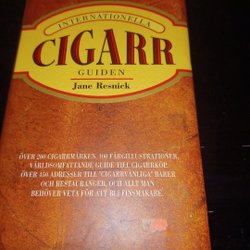 INTERNATIONELLA
CIGARR
GUIDEN
Jane Resnick
ÖVER 200 CIGARRMÄRKEN, 100 FÄRGILLUSTRATIONER,
VÄRLDSOMFATTANDE GUIDE TILL CIGARRKÖP,
ÖVER 450 ADRESSER TILL "CIGARRVÄNLIGA" BARER
OCH RESTAURANGER, OCH ALLT MAN
BEHÖVER VETA FÖR ATT BLI FINSMAKARE.